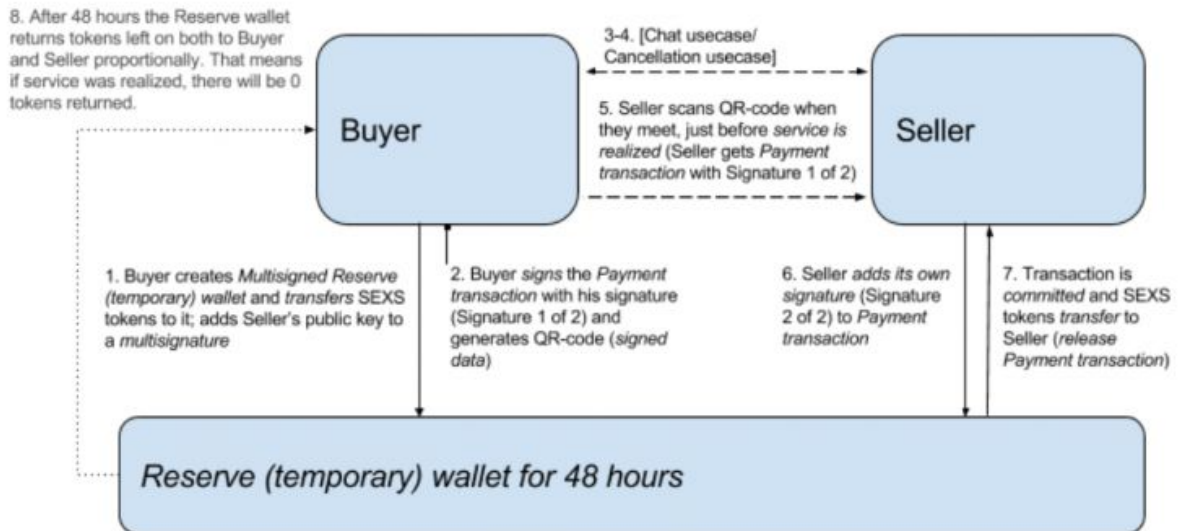 8. After 48 hours the Reserve wallet
returns tokens left on both to Buyer
and Seller proportionally. That means
if service was realized, there will be 0
tokens returned.
Buyer
3-4. [Chat usecase/
Cancellation usecase]
5. Seller scans QR-code when
they meet, just before service is
realized (Seller gets Payment
transaction with Signature 1 of 2)
Seller
1. Buyer creates Multisigned Reserve
(temporary) wallet and transfers SEXS
tokens to it; adds Seller's public key to
a multisignature
2. Buyer signs the Payment
transaction with his signature
(Signature 1 of 2) and
generates QR-code (signed
data)
6. Seller adds its own
signature (Signature
2 of 2) to Payment
transaction
7. Transaction is
committed and SEXS
tokens transfer to
Seller (release
Payment transaction)
Reserve (temporary) wallet for 48 hours